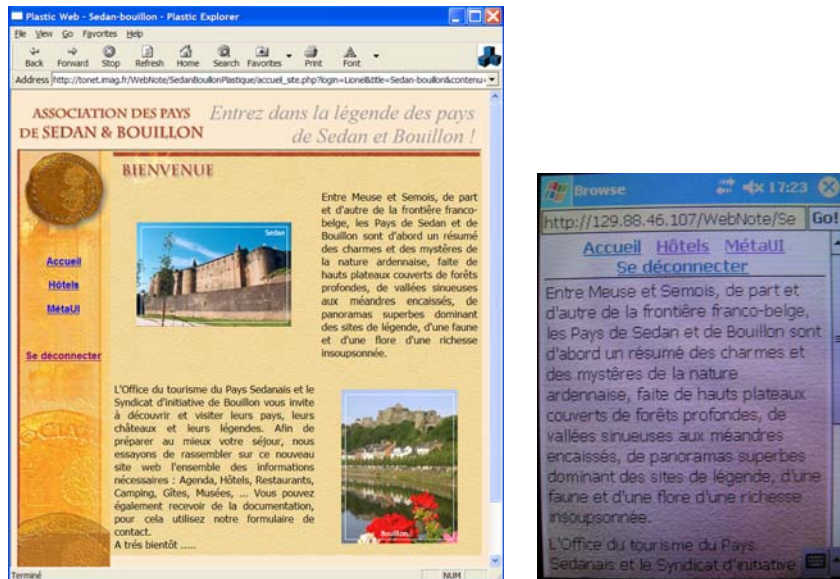 Plastic Web - Sedan-bouillon - Plastic Explorer
File View Go Favorites Help
Back Forward Stop Refresh Home Search Favorites Print Font
Address http://tonet.imag.fr/WebNote/SedanBouillonPlastique/accueil_site.php?login=Lionel&title=Sedan-bouillon&contenu=
ASSOCIATION DES PAYS
DE SEDAN & BOUILLON
Entrez dans la légende des pays
de Sedan et Bouillon !
BIENVENUE
Accueil
Hôtels
MétaUI
Se déconnecter
Sedan
Entre Meuse et Semois, de part
et d'autre de la frontière franco-
belge, les Pays de Sedan et de
Bouillon sont d'abord un résumé
des charmes et des mystères de
la nature ardennaise, faite de
hauts plateaux couverts de forêts
profondes, de vallées sinueuses
aux méandres encaissés, de
panoramas superbes dominant
des sites de légende, d'une faune
et d'une flore d'une richesse
insoupsonnée.
L'Office du tourisme du Pays Sedanais et le
Syndicat d'initiative de Bouillon vous invite
à découvrir et visiter leurs pays, leurs
châteaux et leurs légendes. Afin de
préparer au mieux votre séjour, nous
essayons de rassembler sur ce nouveau
site web l'ensemble des informations
nécessaires : Agenda, Hôtels, Restaurants,
Camping, Gîtes, Musées, ... Vous pouvez
également recevoir de la documentation,
pour cela utilisez notre formulaire de
contact.
A trés bientôt .....
Bouillon
Terminé
NUM
Browse 17:23
http://129.88.46.107/WebNote/Se Go!
Accueil Hôtels MétaUI
Se déconnecter
Entre Meuse et Semois, de part et
d'autre de la frontière franco-belge,
les Pays de Sedan et de Bouillon sont
d'abord un résumé des charmes et
des mystères de la nature
ardennaise, faite de hauts plateaux
couverts de forêts profondes, de
vallées sinueuses aux méandres
encaissés, de panoramas superbes
dominant des sites de légende, d'une
faune et d'une flore d'une richesse
insoupsonnée.
L'Office du tourisme du Pays
Sedanais et le Syndicat d'initiative